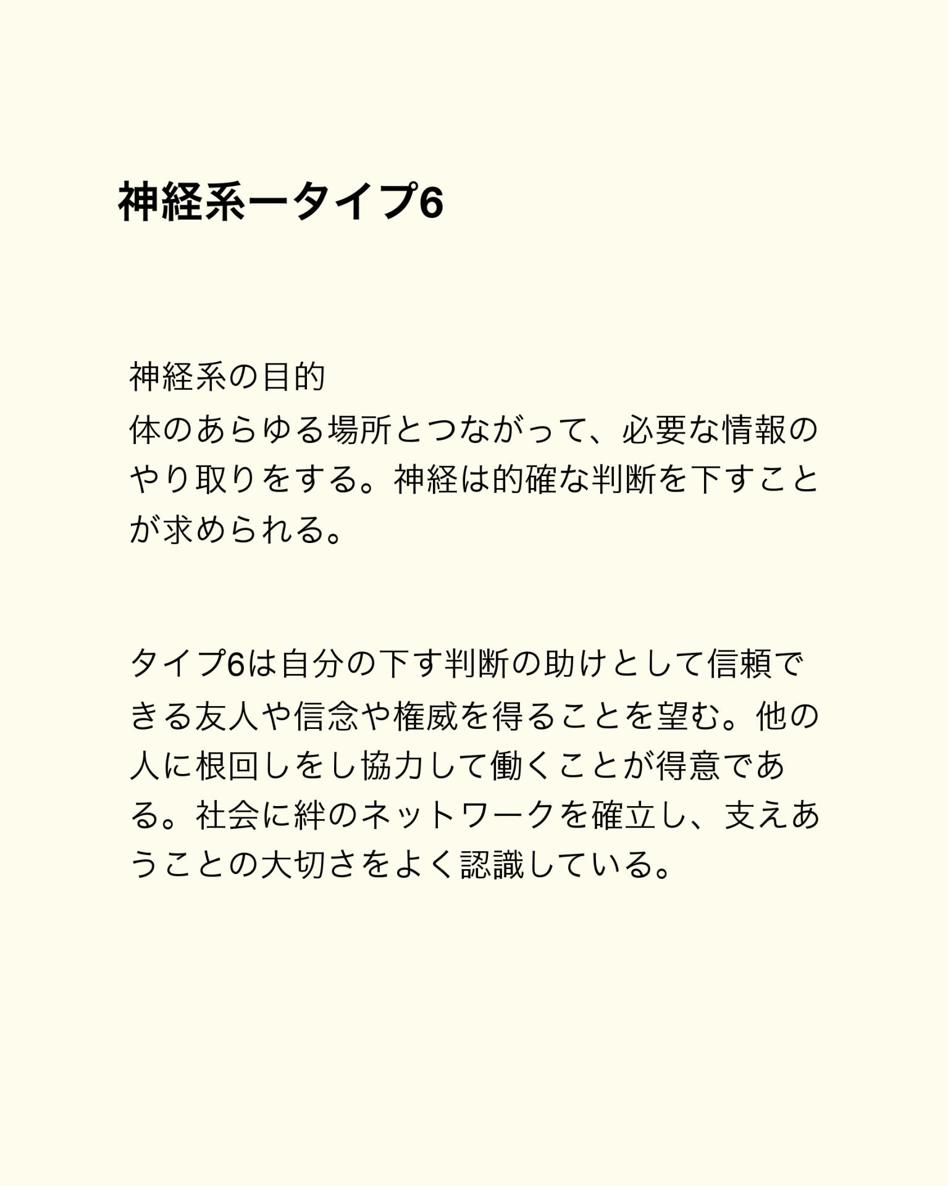 神経系ータイプ6
神経系の目的
体のあらゆる場所とつながって、必要な情報の
やり取りをする。神経は的確な判断を下すこと
が求められる。
タイプ6は自分の下す判断の助けとして信頼で
きる友人や信念や権威を得ることを望む。他の
人に根回しをし協力して働くことが得意であ
る。社会に絆のネットワークを確立し、支えあ
うことの大切さをよく認識している。